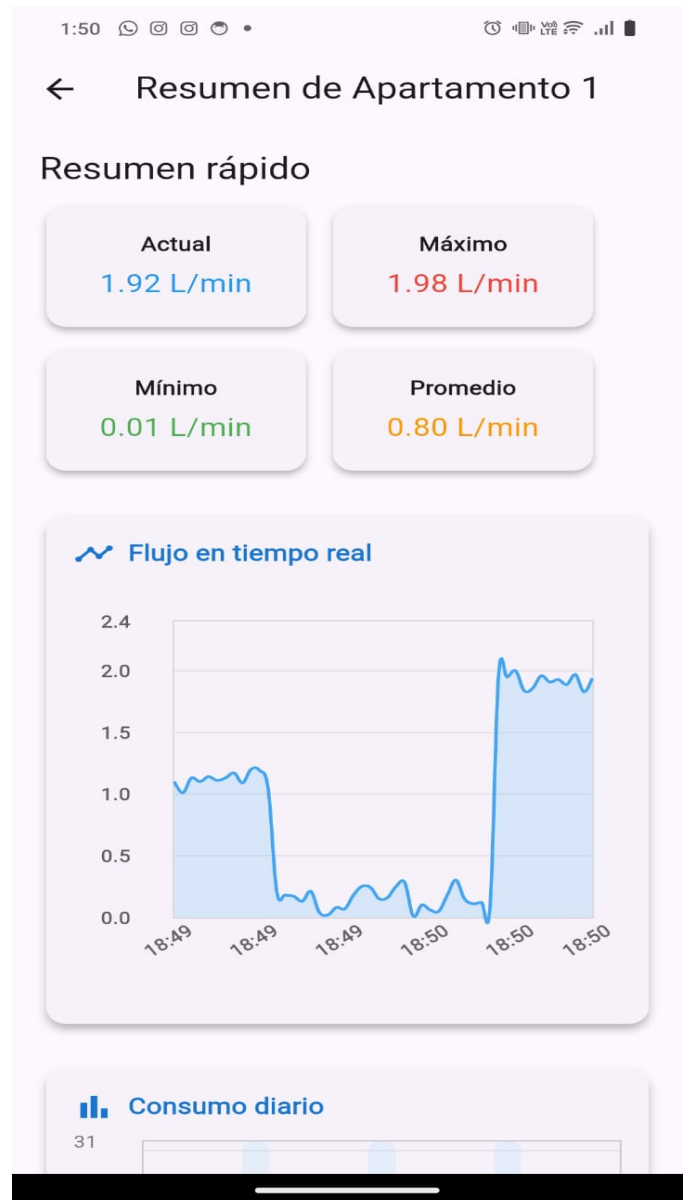 1:50
VoI) LTE
Resumen de Apartamento 1
Resumen rápido
Actual
1.92 L/min
Máximo
1.98 L/min
Mínimo
0.01 L/min
Promedio
0.80 L/min
Flujo en tiempo real
2.4
2.0
1.5
1.0
0.5
0.0
18:49 18:49 18:49 18:50 18:50 18:50
Consumo diario
31